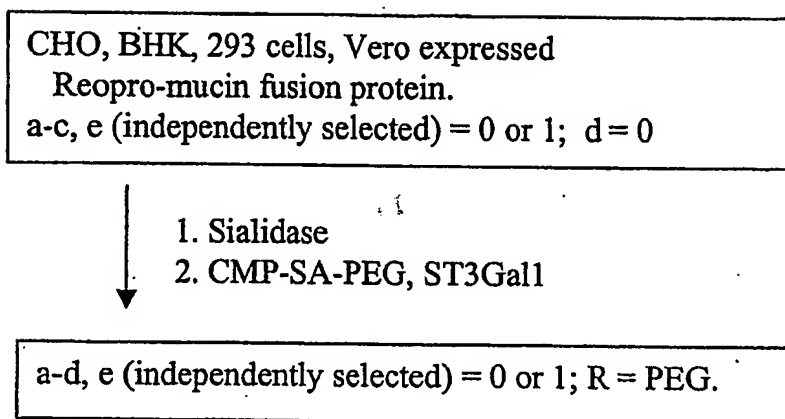 CHO, BHK, 293 cells, Vero expressed
Reopro-mucin fusion protein.
a-c, e (independently selected) = 0 or 1; d = 0
1. Sialidase
2. CMP-SA-PEG, ST3Gal1
a-d, e (independently selected) = 0 or 1; R = PEG.